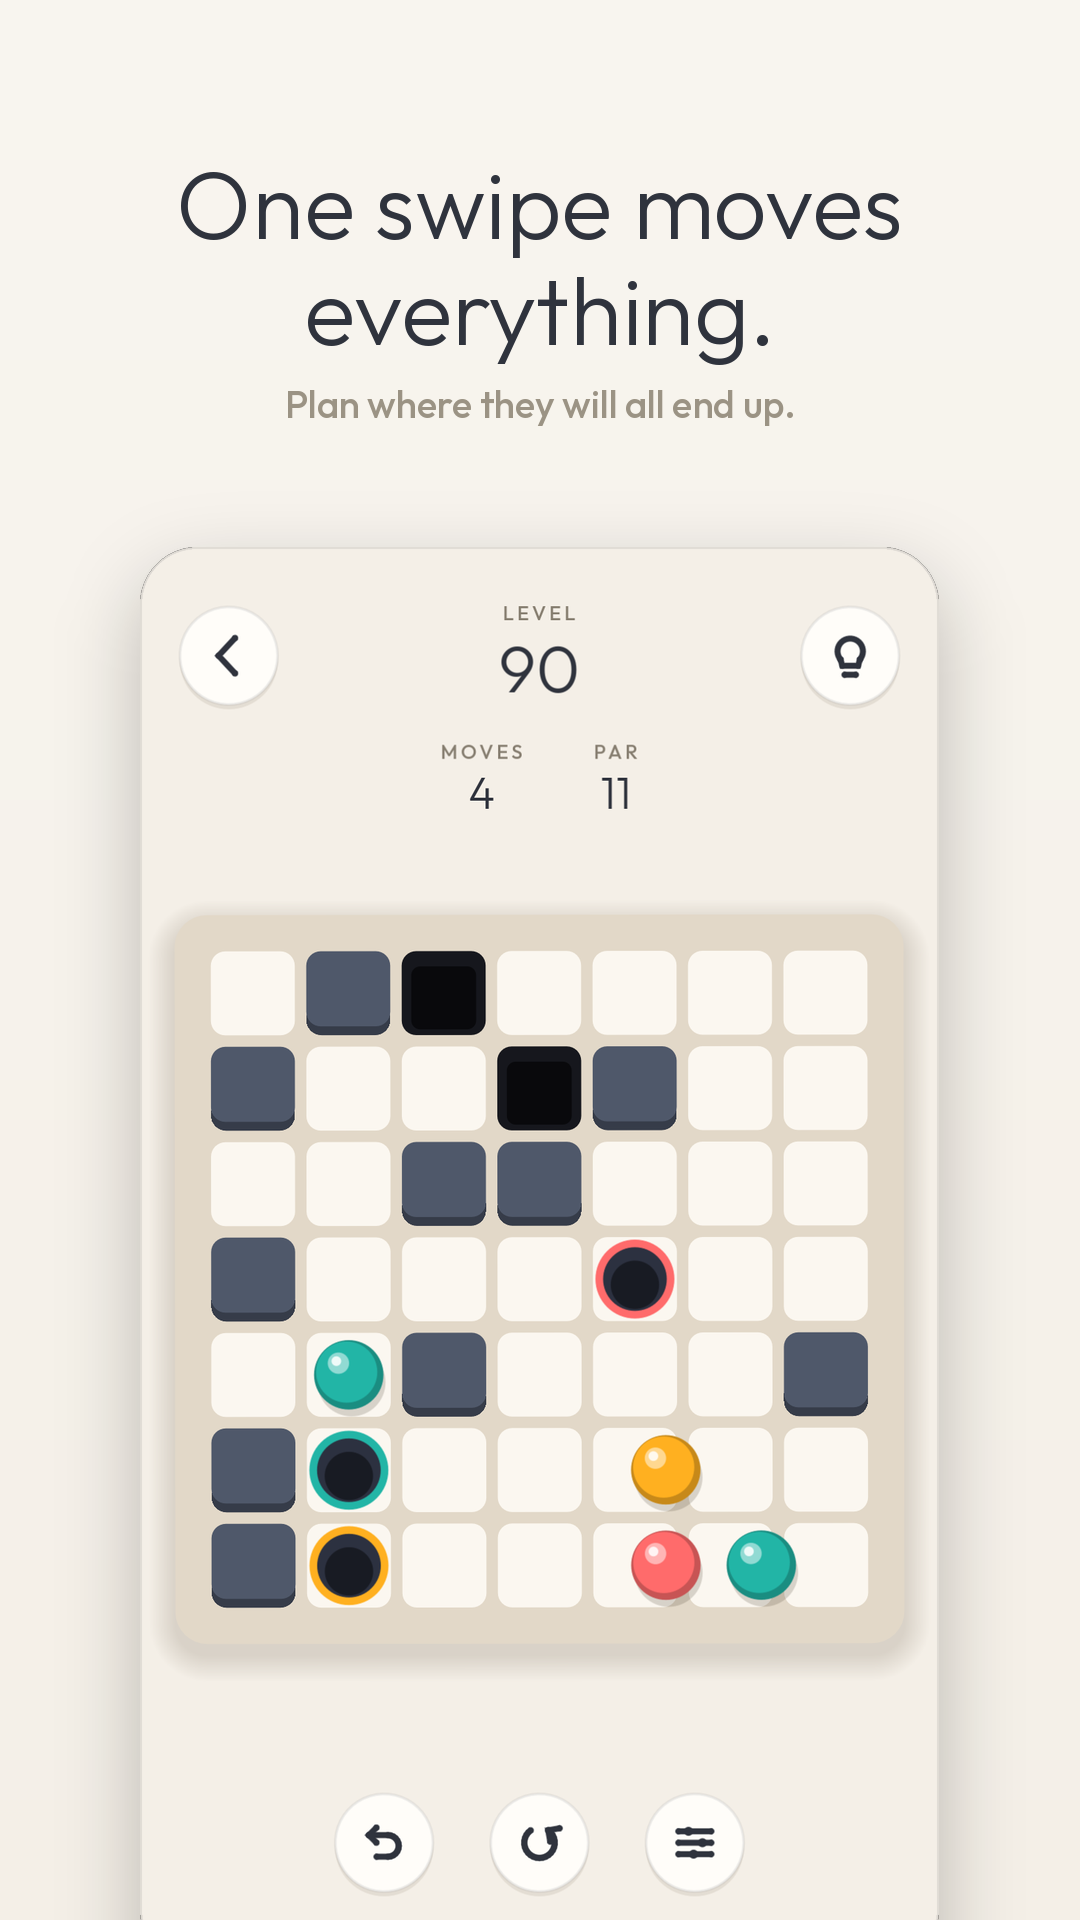 One swipe moves
everything.
Plan where they will all end up.
LEVEL
90
MOVES PAR
4 11